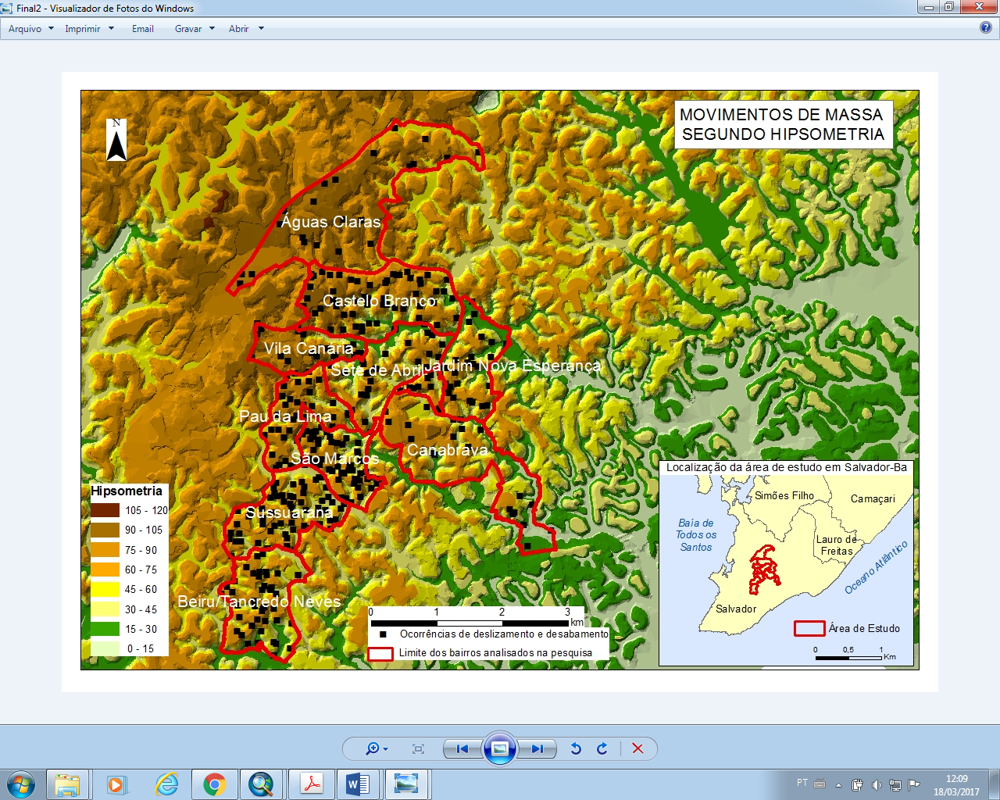 Final2 - Visualizador de Fotos do Windows
Arquivo Imprimir Email Gravar Abrir
MOVIMENTOS DE MASSA
SEGUNDO HIPSOMETRIA
N
Águas Claras
Castelo Branco
Vila Canária
Sete de Abril
Jardim Nova Esperança
Pau da Lima
São Marcos
Canabrava
Sussuarana
Beiru/Tancredo Neves
Hipsometria
105 - 120
90 - 105
75 - 90
60 - 75
45 - 60
30 - 45
15 - 30
0 - 15
0 1 2 3
km
Ocorrências de deslizamento e desabamento
Limite dos bairros analisados na pesquisa
Localização da área de estudo em Salvador-Ba
Simões Filho
Camaçari
Baía de
Todos os
Santos
Lauro de
Freitas
Oceano Atlântico
Salvador
Área de Estudo
0 0,5 1
Km
PT
12:09
18/03/2017